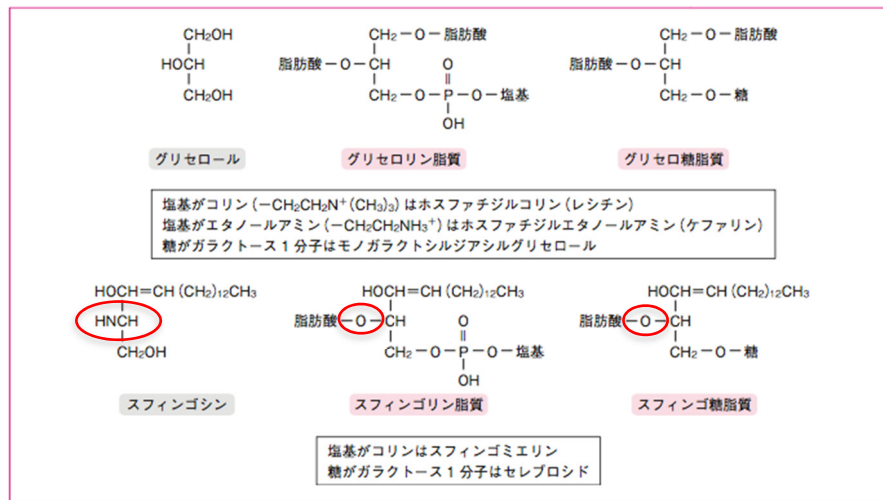 CH₂OH
HOCH
CH₂OH
グリセロール
CH₂－O－脂肪酸
脂肪酸－O－CH O
CH₂－O－P－O－塩基
OH
グリセロリン脂質
CH₂－O－脂肪酸
脂肪酸－O－CH
CH₂－O－糖
グリセロ糖脂質
塩基がコリン（－CH₂CH₂N⁺(CH₃)₃）はホスファチジルコリン（レシチン）
塩基がエタノールアミン（－CH₂CH₂NH₃⁺）はホスファチジルエタノールアミン（ケファリン）
糖がガラクトース1分子はモノガラクトシルジアシルグリセロール
HOCH＝CH(CH₂)₁₂CH₃
HNCH
CH₂OH
スフィンゴシン
HOCH＝CH(CH₂)₁₂CH₃
脂肪酸－O－CH O
CH₂－O－P－O－塩基
OH
スフィンゴリン脂質
HOCH＝CH(CH₂)₁₂CH₃
脂肪酸－O－CH
CH₂－O－糖
スフィンゴ糖脂質
塩基がコリンはスフィンゴミエリン
糖がガラクトース1分子はセレブロシド